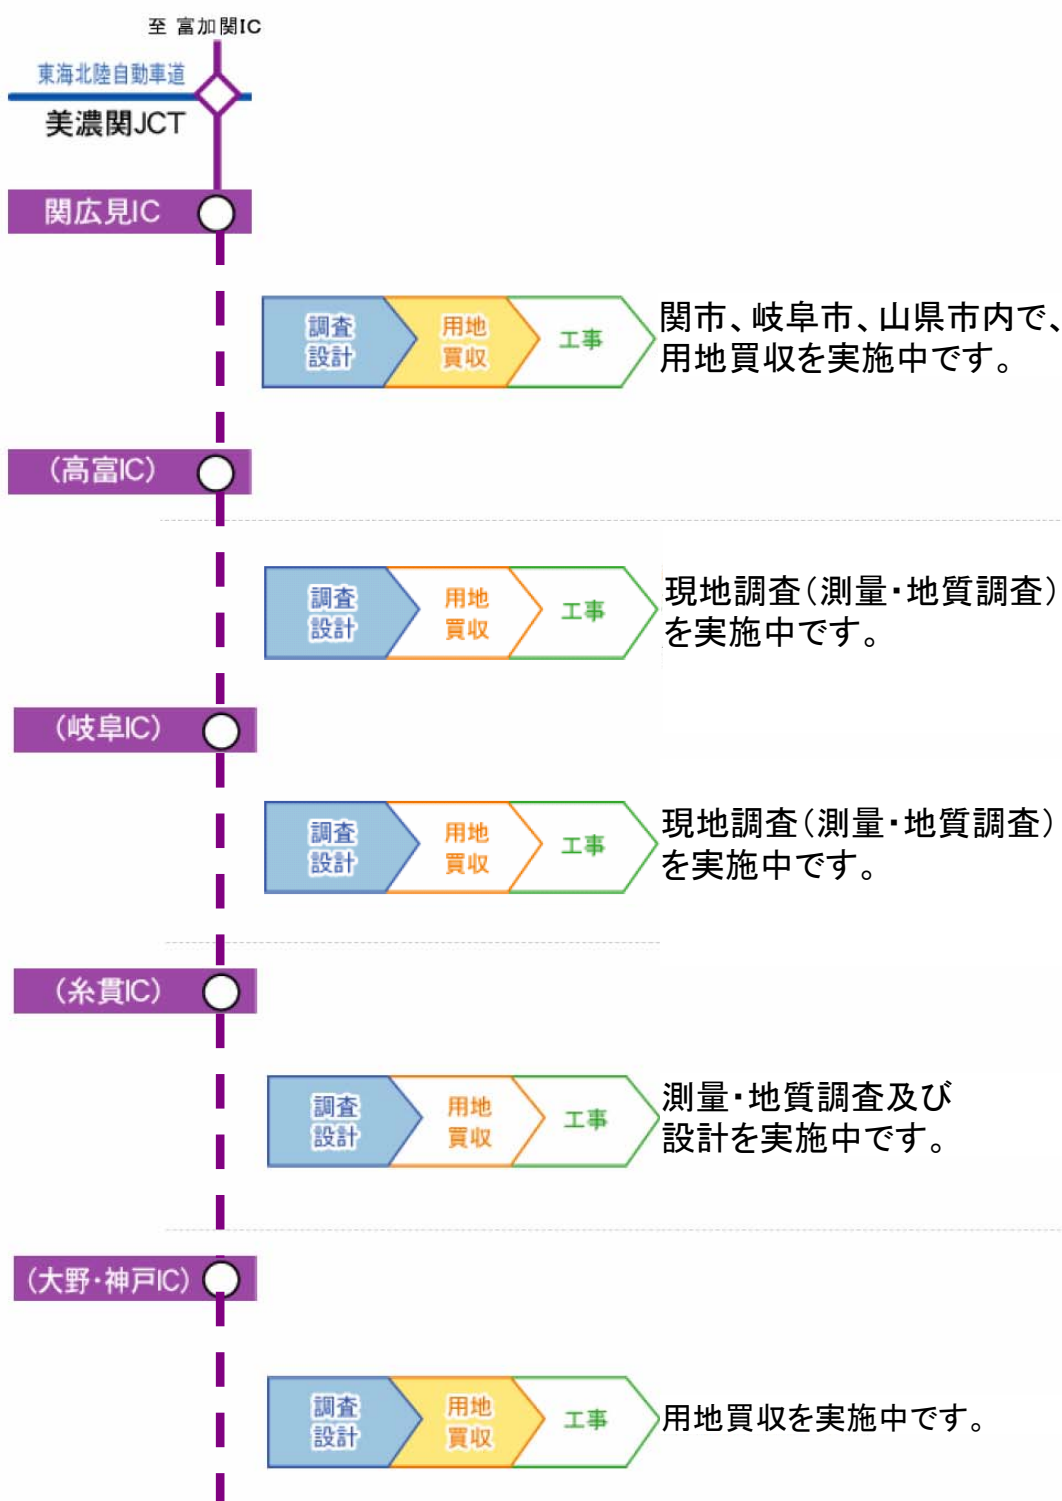 至 富加関IC
東海北陸自動車道
美濃関JCT
関広見IC
調査
設計
用地
買収
工事
関市、岐阜市、山県市内で、
用地買収を実施中です。
(高富IC)
調査
設計
用地
買収
工事
現地調査(測量・地質調査)
を実施中です。
(岐阜IC)
調査
設計
用地
買収
工事
現地調査(測量・地質調査)
を実施中です。
(糸貫IC)
調査
設計
用地
買収
工事
測量・地質調査及び
設計を実施中です。
(大野・神戸IC)
調査
設計
用地
買収
工事
用地買収を実施中です。